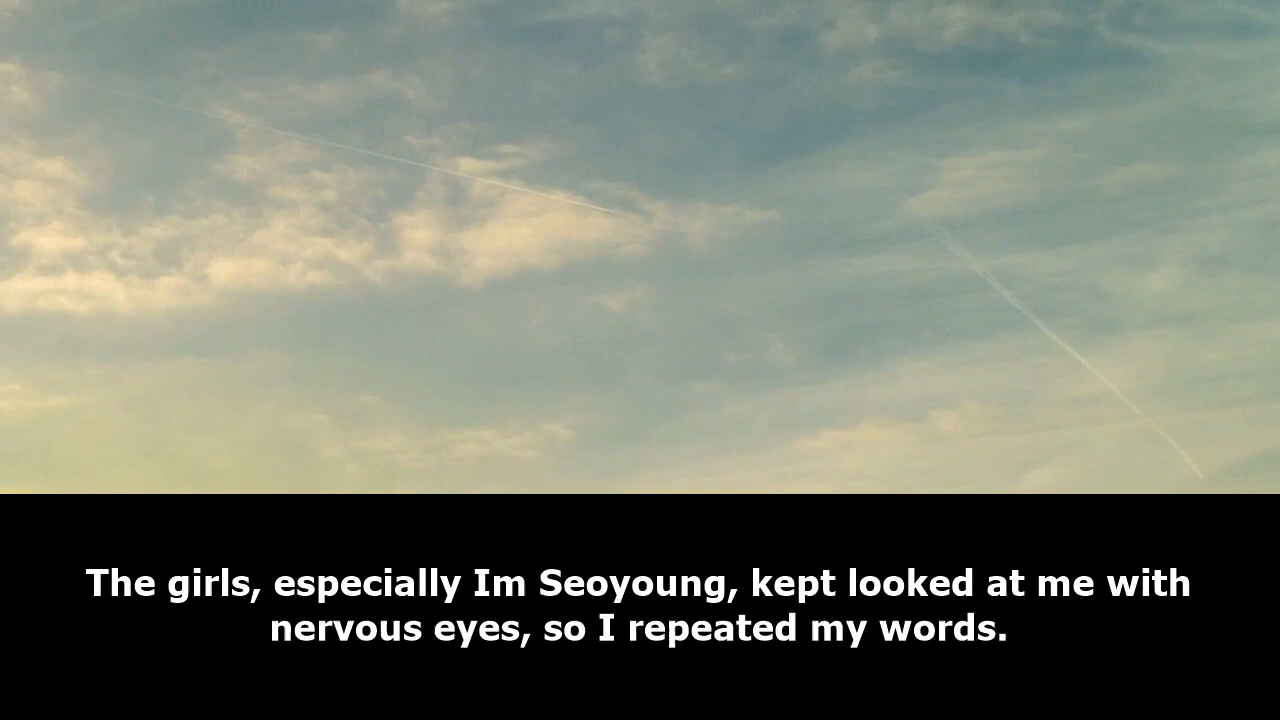 The girls, especially Im Seoyoung, kept looked at me with
nervous eyes, so I repeated my words.